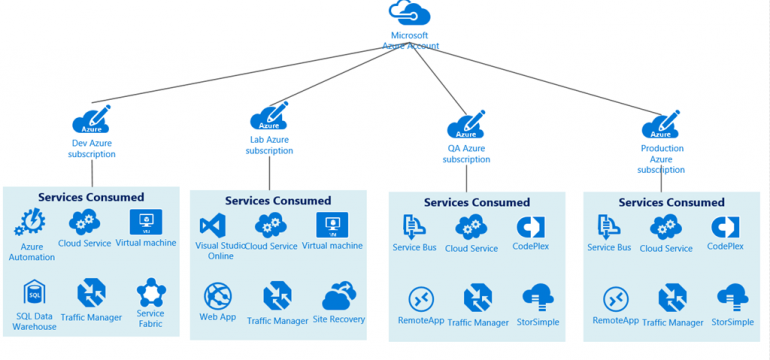 Microsoft
Azure Account
Azure
Dev Azure
subscription
Azure
Lab Azure
subscription
Azure
QA Azure
subscription
Azure
Production
Azure
subscription
Services Consumed
Azure
Automation
Cloud Service
Virtual machine
SQL
SQL Data
Warehouse
Traffic Manager
Service
Fabric
Services Consumed
Visual Studio
Online
Cloud Service
Virtual machine
Web App
Traffic Manager
Site Recovery
Services Consumed
Service Bus
Cloud Service
CodePlex
RemoteApp
Traffic Manager
StorSimple
Services Consumed
Service Bus
Cloud Service
CodePlex
RemoteApp
Traffic Manager
StorSimple